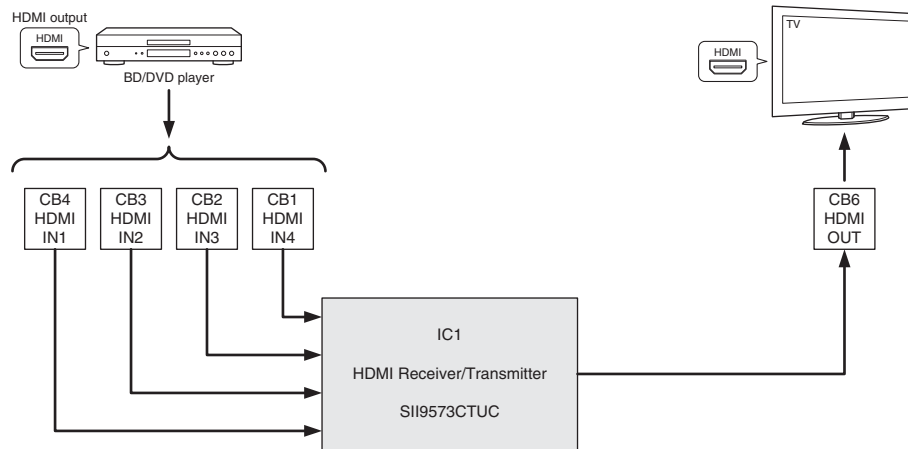 HDMI output
HDMI
BD/DVD player
TV
HDMI
CB4
HDMI
IN1
CB3
HDMI
IN2
CB2
HDMI
IN3
CB1
HDMI
IN4
CB6
HDMI
OUT
IC1
HDMI Receiver/Transmitter
SII9573CTUC